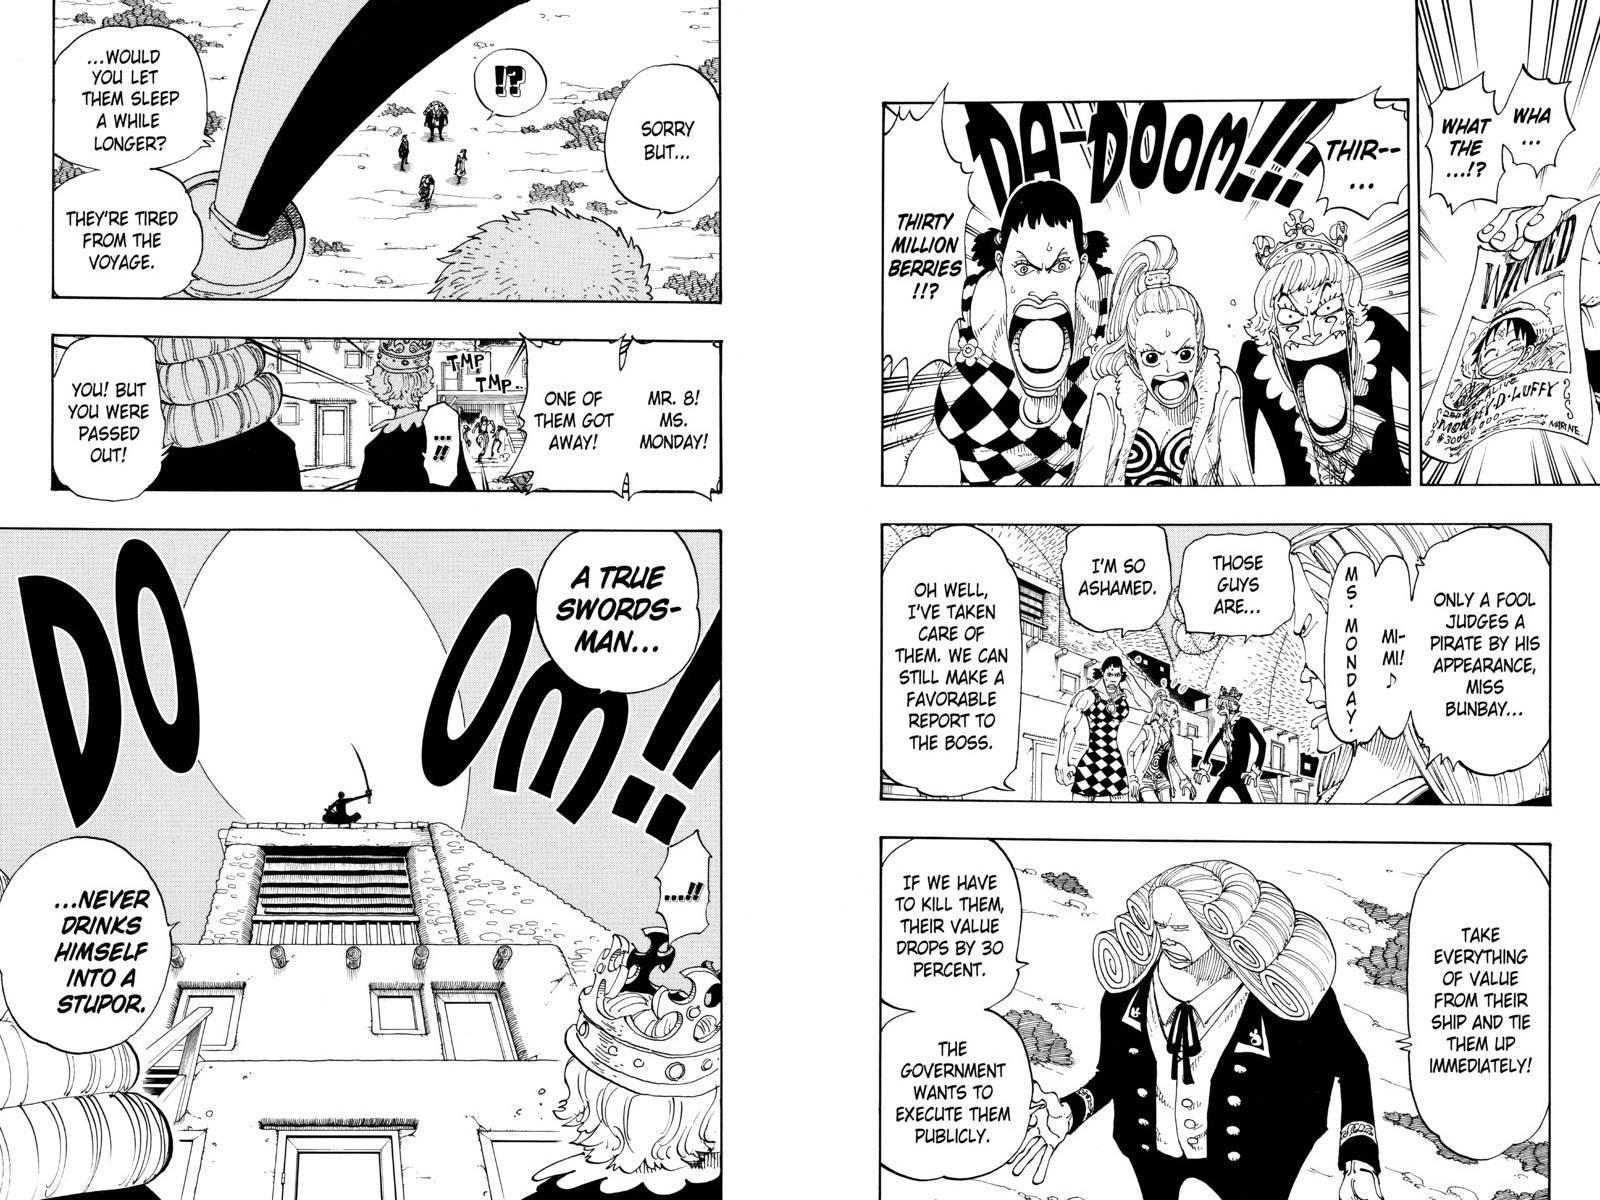 WHA
...
WHAT
THE
...!?
WANTED
MONKEY·D·LUFFY
MARINE
THIR--
...
DA-DOOM!!!
THIRTY
MILLION
BERRIES
!!?
ONLY A FOOL
JUDGES A
PIRATE BY HIS
APPEARANCE,
MISS
BUNBAY...
MI-
MI!
♪
MS. MONDAY.
THOSE
GUYS
ARE...
I'M SO
ASHAMED.
OH WELL,
I'VE TAKEN
CARE OF
THEM. WE CAN
STILL MAKE A
FAVORABLE
REPORT TO
THE BOSS.
TAKE
EVERYTHING
OF VALUE
FROM THEIR
SHIP AND TIE
THEM UP
IMMEDIATELY!
IF WE HAVE
TO KILL THEM,
THEIR VALUE
DROPS BY 30
PERCENT.
THE
GOVERNMENT
WANTS TO
EXECUTE THEM
PUBLICLY.
SORRY
BUT...
!?
...WOULD
YOU LET
THEM SLEEP
A WHILE
LONGER?
THEY'RE TIRED
FROM THE
VOYAGE.
MR. 8!
MS.
MONDAY!
ONE OF
THEM GOT
AWAY!
TMP
TMP...
...
!!
YOU! BUT
YOU WERE
PASSED
OUT!
A TRUE
SWORDS-
MAN...
DOOM!!
....!!
...NEVER
DRINKS
HIMSELF
INTO A
STUPOR.